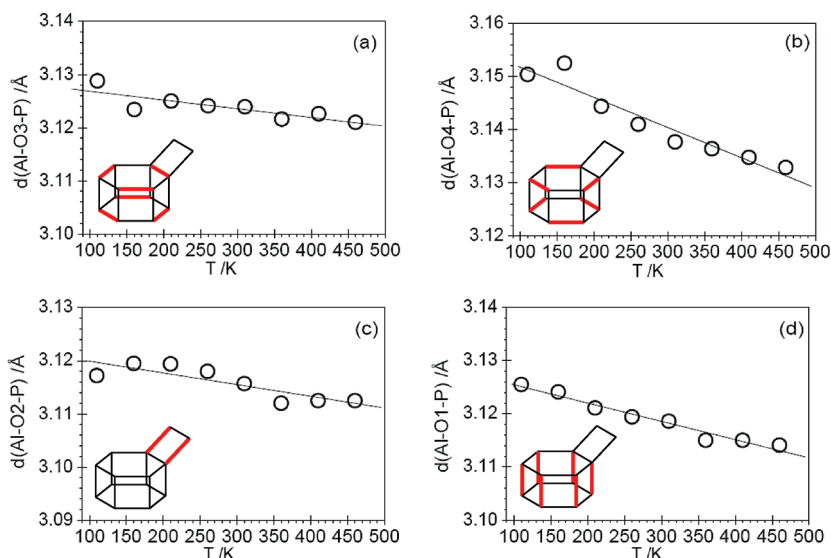 (a)
d(Al-O3-P) /Å
3.14
3.13
3.12
3.11
3.10
100 150 200 250 300 350 400 450 500
T /K
(b)
d(Al-O4-P) /Å
3.16
3.15
3.14
3.13
3.12
100 150 200 250 300 350 400 450 500
T /K
(c)
d(Al-O2-P) /Å
3.13
3.12
3.11
3.10
3.09
100 150 200 250 300 350 400 450 500
T /K
(d)
d(Al-O1-P) /Å
3.14
3.13
3.12
3.11
3.10
100 150 200 250 300 350 400 450 500
T /K